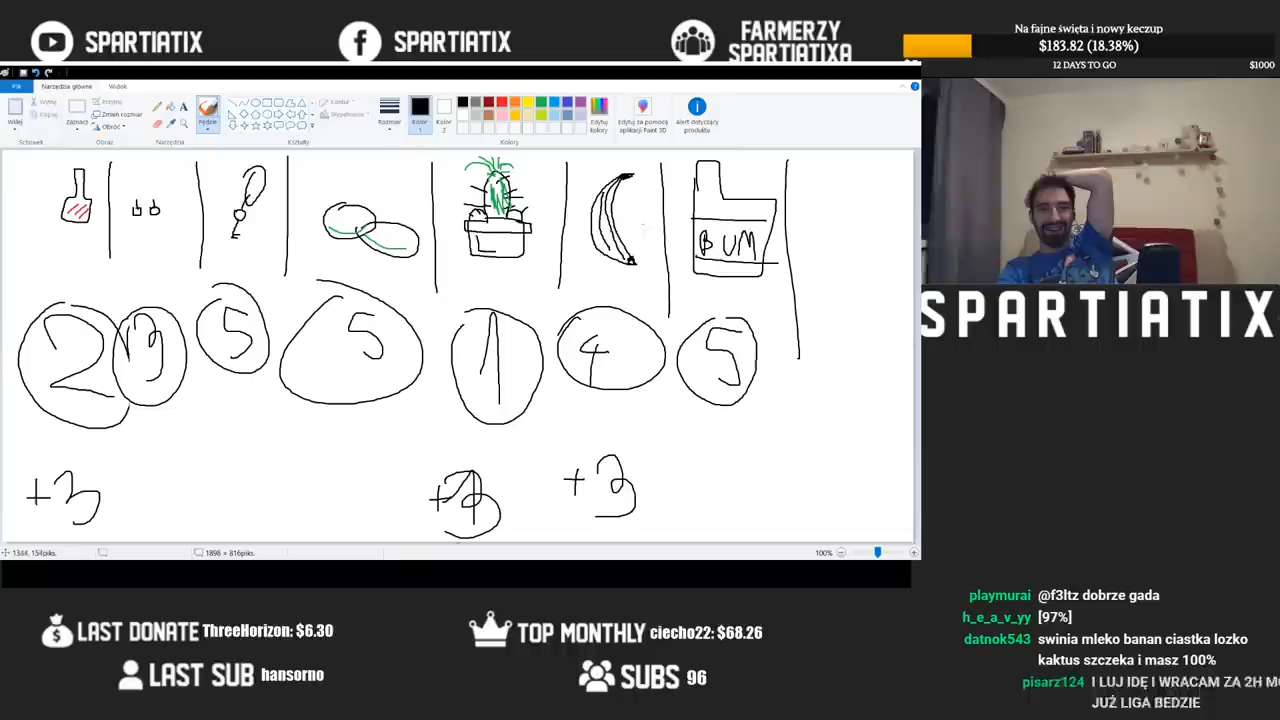 SPARTIATIX
SPARTIATIX
FARMERZY
SPARTIATIXA
Na fajne święta i nowy keczup
$183.82 (18.38%)
12 DAYS TO GO
$1000
Plik
Narzędzia główne
Widok
Wklej
Wytnij
Kopiuj
Zaznacz
Przytnij
Zmień rozmiar
Obróć
Pędzle
Kontur
Wypełnienie
Rozmiar
Kolor
1
Kolor
2
Edytuj
kolory
Edytuj za pomocą
aplikacji Paint 3D
Alert dotyczący
produktu
Schowek
Obraz
Narzędzia
Kształty
Kolory
BUM
2
3
5
5
1
4
5
+3
+3
SPARTIATIX
1344, 154piks.
1898 × 816piks.
100%
playmurai @f3ltz dobrze gada
h_e_a_v_yy [97%]
datnok543 swinia mleko banan ciastka lozko
kaktus szczeka i masz 100%
pisarz124 I LUJ IDĘ I WRACAM ZA 2H
JUŻ LIGA BEDZIE
LAST DONATE ThreeHorizon: $6.30
TOP MONTHLY ciecho22: $68.26
LAST SUB hansorno
SUBS 96